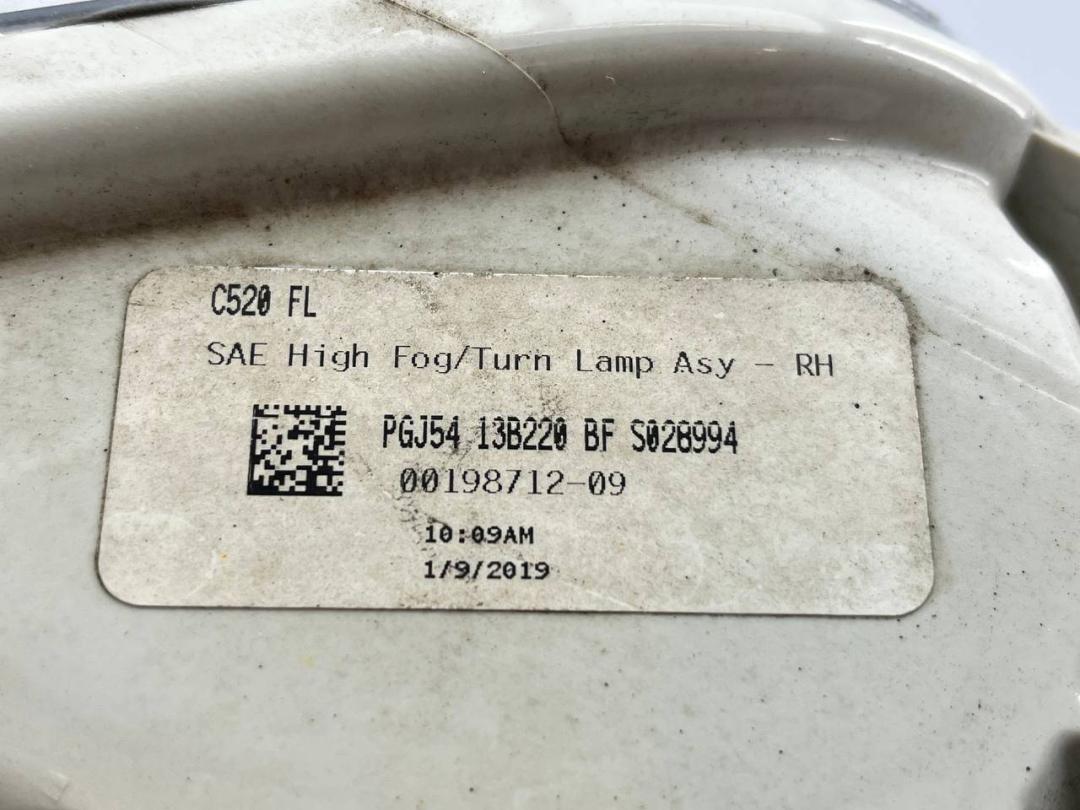 C520 FL
SAE High Fog/Turn Lamp Asy - RH
PGJ54 13B220 BF S028994
00198712-09
10:09AM
1/9/2019